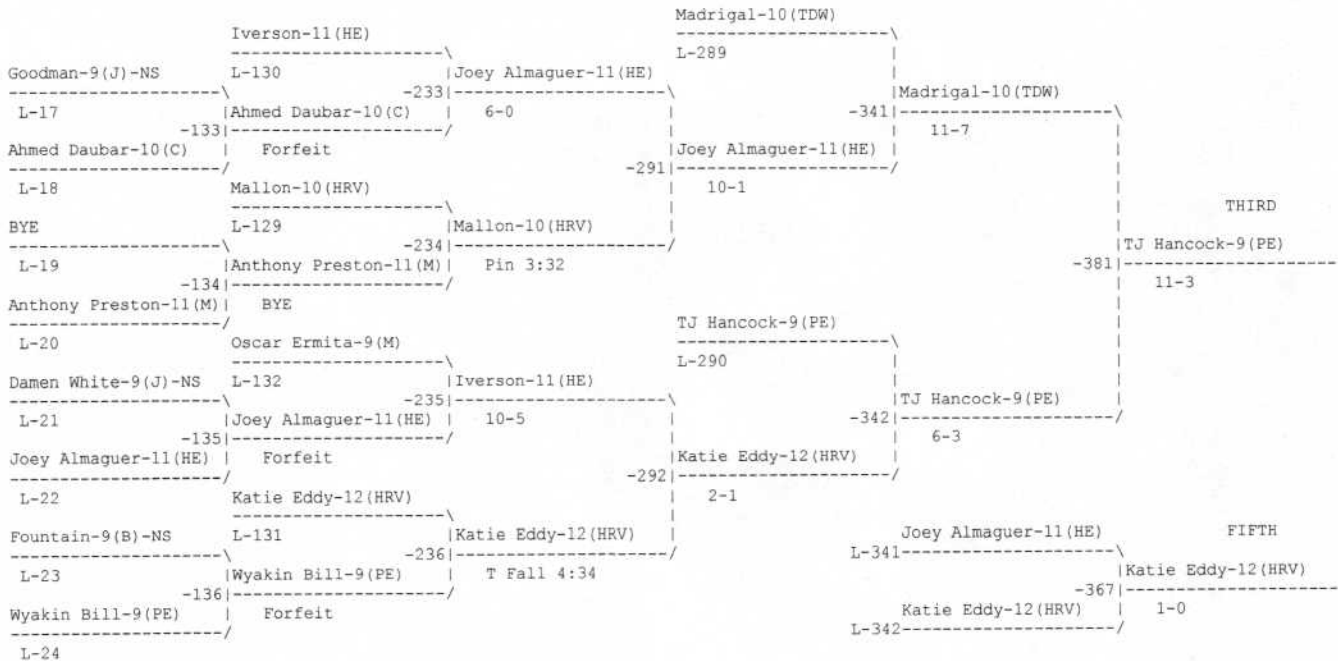 Madrigal-10(TDW)
Iverson-11(HE) --------------------\
---------------------\ L-289 |
Goodman-9(J)-NS L-130 |Joey Almaguer-11(HE) |Madrigal-10(TDW)
---------------------\ -233|---------------------\ -341|---------------------\
L-17 |Ahmed Daubar-10(C) | 6-0 | | 11-7 |
-133|---------------------/ | | |
Ahmed Daubar-10(C) | Forfeit |Joey Almaguer-11(HE) | |
---------------------/ -291|---------------------/ |
L-18 Mallon-10(HRV) | 10-1 |
---------------------\ | | THIRD
BYE L-129 |Mallon-10(HRV) | |
---------------------\ -234|---------------------/ |TJ Hancock-9(PE)
L-19 |Anthony Preston-11(M)| Pin 3:32 -381|---------------------
-134|---------------------/ | 11-3
Anthony Preston-11(M)| BYE |
---------------------/ TJ Hancock-9(PE) |
L-20 Oscar Ermita-9(M) ---------------------\ |
---------------------\ L-290 | |
Damen White-9(J)-NS L-132 |Iverson-11(HE) | |
---------------------\ -235|---------------------\ |TJ Hancock-9(PE) |
L-21 |Joey Almaguer-11(HE) | 10-5 | -342|---------------------/
-135|---------------------/ | | 6-3
Joey Almaguer-11(HE) | Forfeit |Katie Eddy-12(HRV) |
---------------------/ -292|---------------------/
L-22 Katie Eddy-12(HRV) | 2-1
---------------------\ |
Fountain-9(B)-NS L-131 |Katie Eddy-12(HRV) | Joey Almaguer-11(HE) FIFTH
---------------------\ -236|---------------------/ L-341---------------------\
L-23 |Wyakin Bill-9(PE) | T Fall 4:34 |Katie Eddy-12(HRV)
-136|---------------------/ -367|---------------------
Wyakin Bill-9(PE) | Forfeit Katie Eddy-12(HRV) | 1-0
---------------------/ L-342---------------------/
L-24